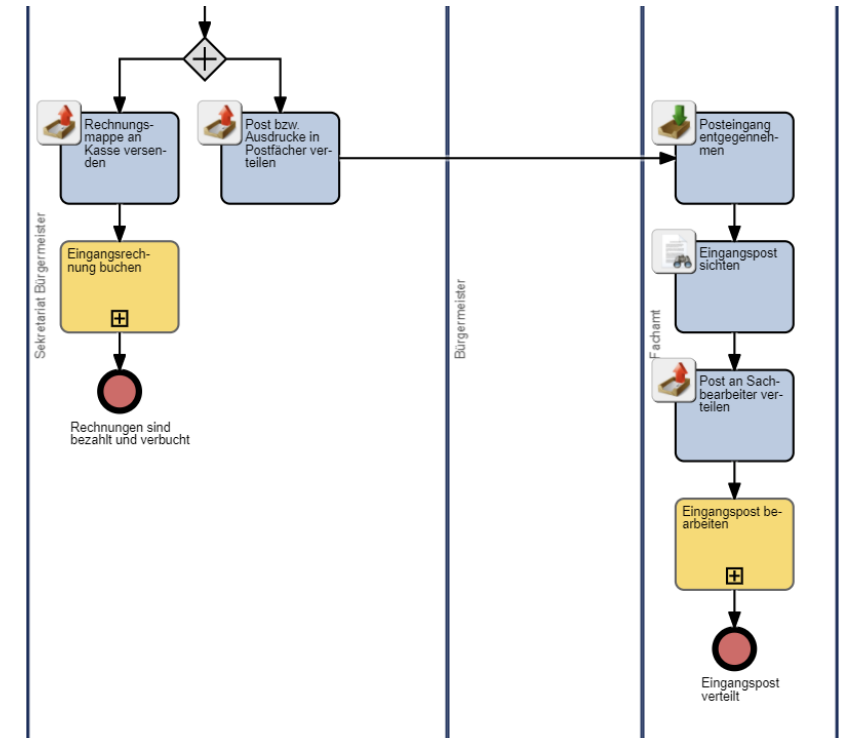 Rechnungs-
mappe an
Kasse versen-
den
Post bzw.
Ausdrucke in
Postfächer ver-
teilen
Posteingang
entgegenneh-
men
Sekretariat Bürgermeister
Eingangsrech-
nung buchen
Bürgermeister
Fachamt
Eingangspost
sichten
Rechnungen sind
bezahlt und verbucht
Post an Sach-
bearbeiter ver-
teilen
Eingangspost be-
arbeiten
Eingangspost
verteilt